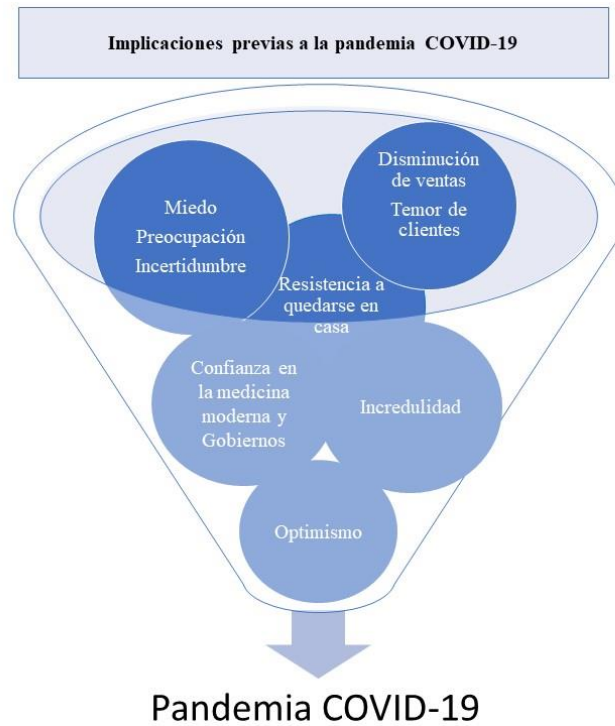 Implicaciones previas a la pandemia COVID-19
Disminución
de ventas
Temor de
clientes
Miedo
Preocupación
Incertidumbre
Resistencia a
quedarse en
casa
Confianza en
la medicina
moderna y
Gobiernos
Incredulidad
Optimismo
Pandemia COVID-19